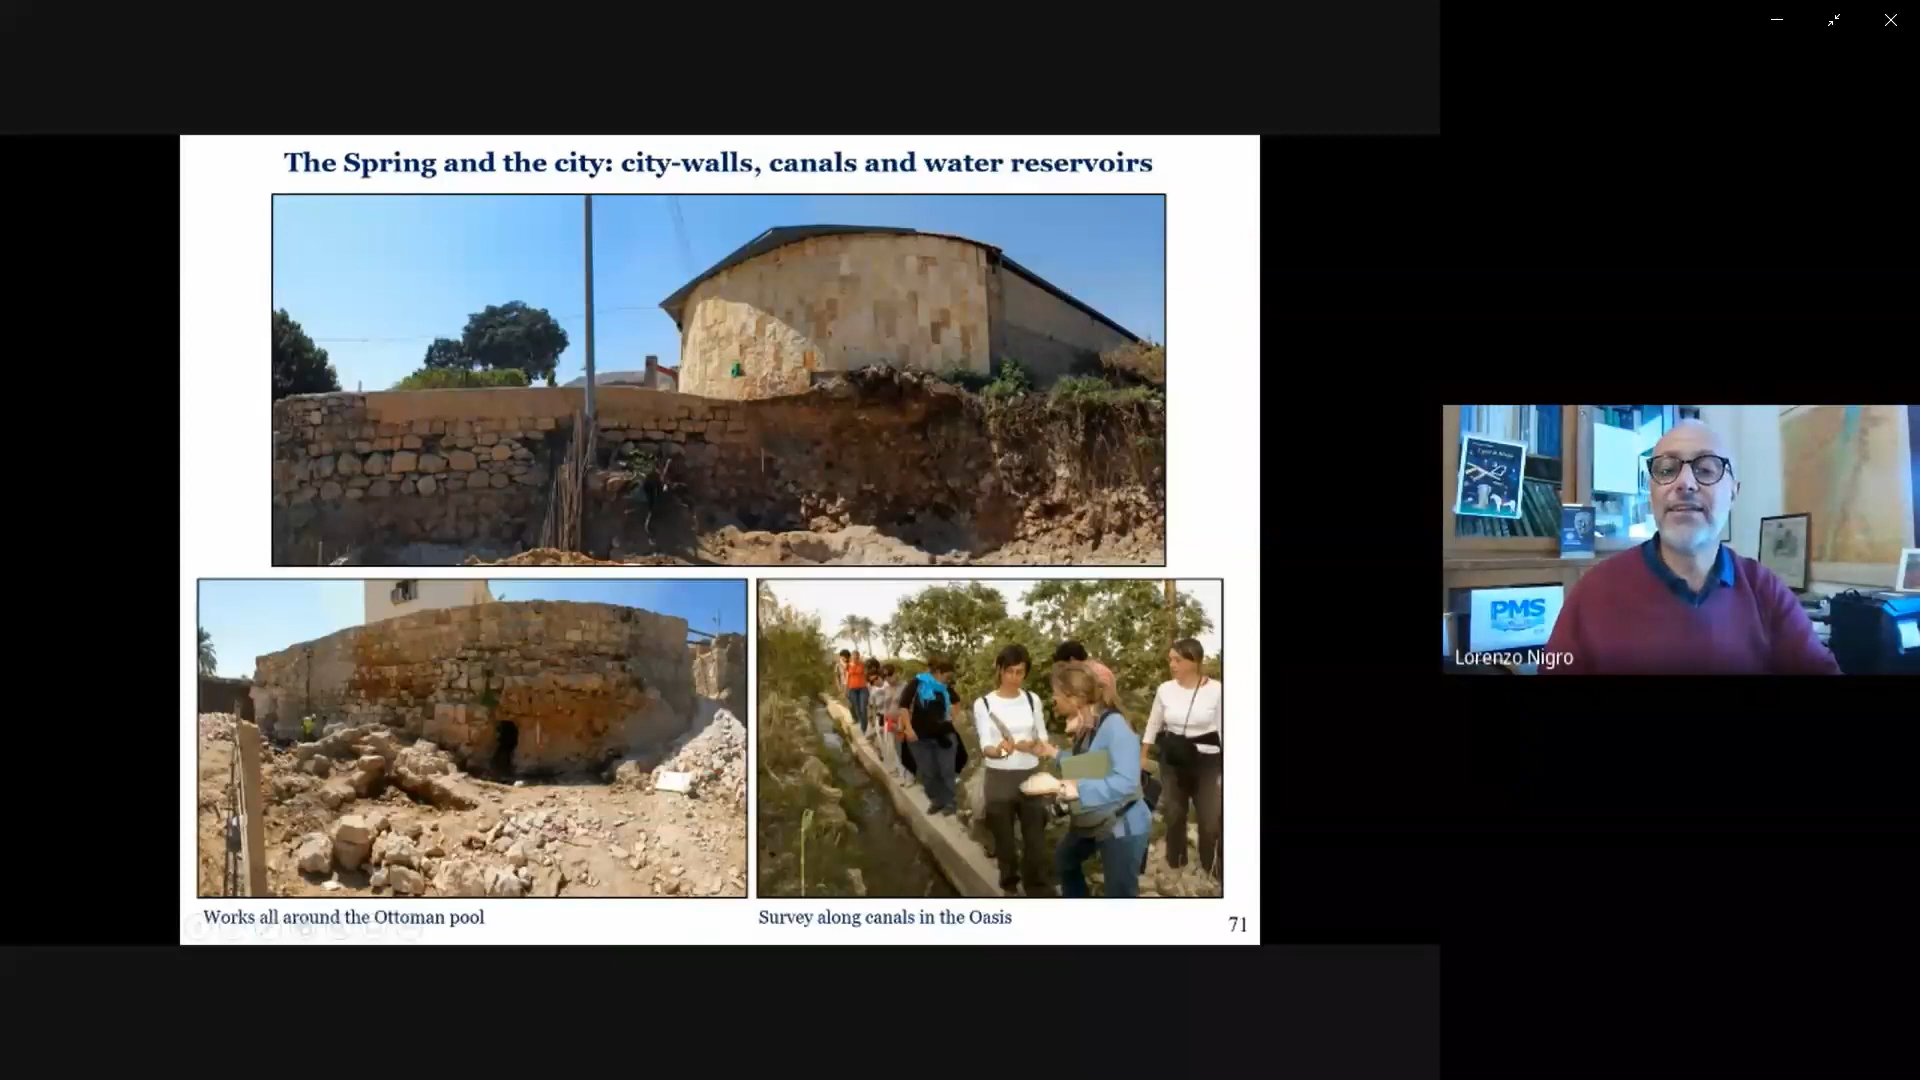 The Spring and the city: city-walls, canals and water reservoirs
Works all around the Ottoman pool
Survey along canals in the Oasis
71
PMS
Lorenzo Nigro